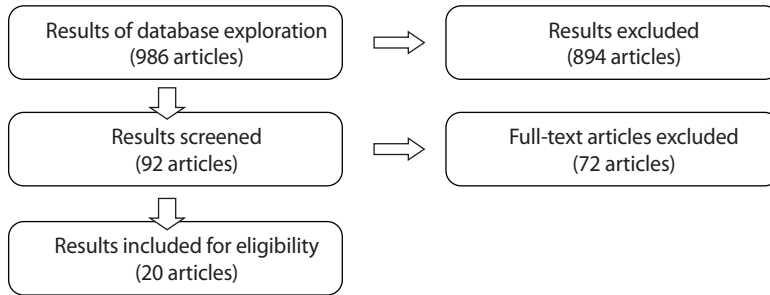 Results of database exploration
(986 articles)
Results excluded
(894 articles)
Results screened
(92 articles)
Full-text articles excluded
(72 articles)
Results included for eligibility
(20 articles)